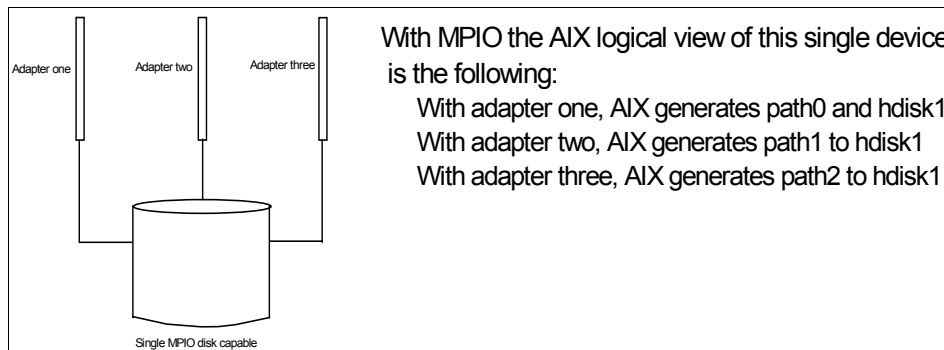 Adapter one
Adapter two
Adapter three
With MPIO the AIX logical view of this single device
is the following:
With adapter one, AIX generates path0 and hdisk1
With adapter two, AIX generates path1 to hdisk1
With adapter three, AIX generates path2 to hdisk1
Single MPIO disk capable